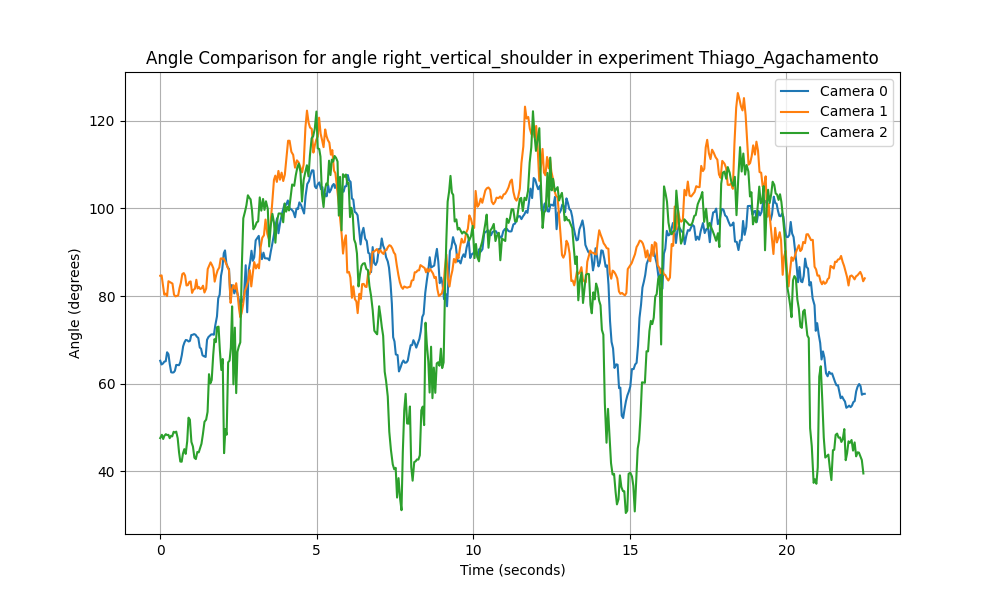 Angle Comparison for angle right_vertical_shoulder in experiment Thiago_Agachamento
Camera 0
Camera 1
Camera 2
120
100
80
60
40
Angle (degrees)
0 5 10 15 20
Time (seconds)